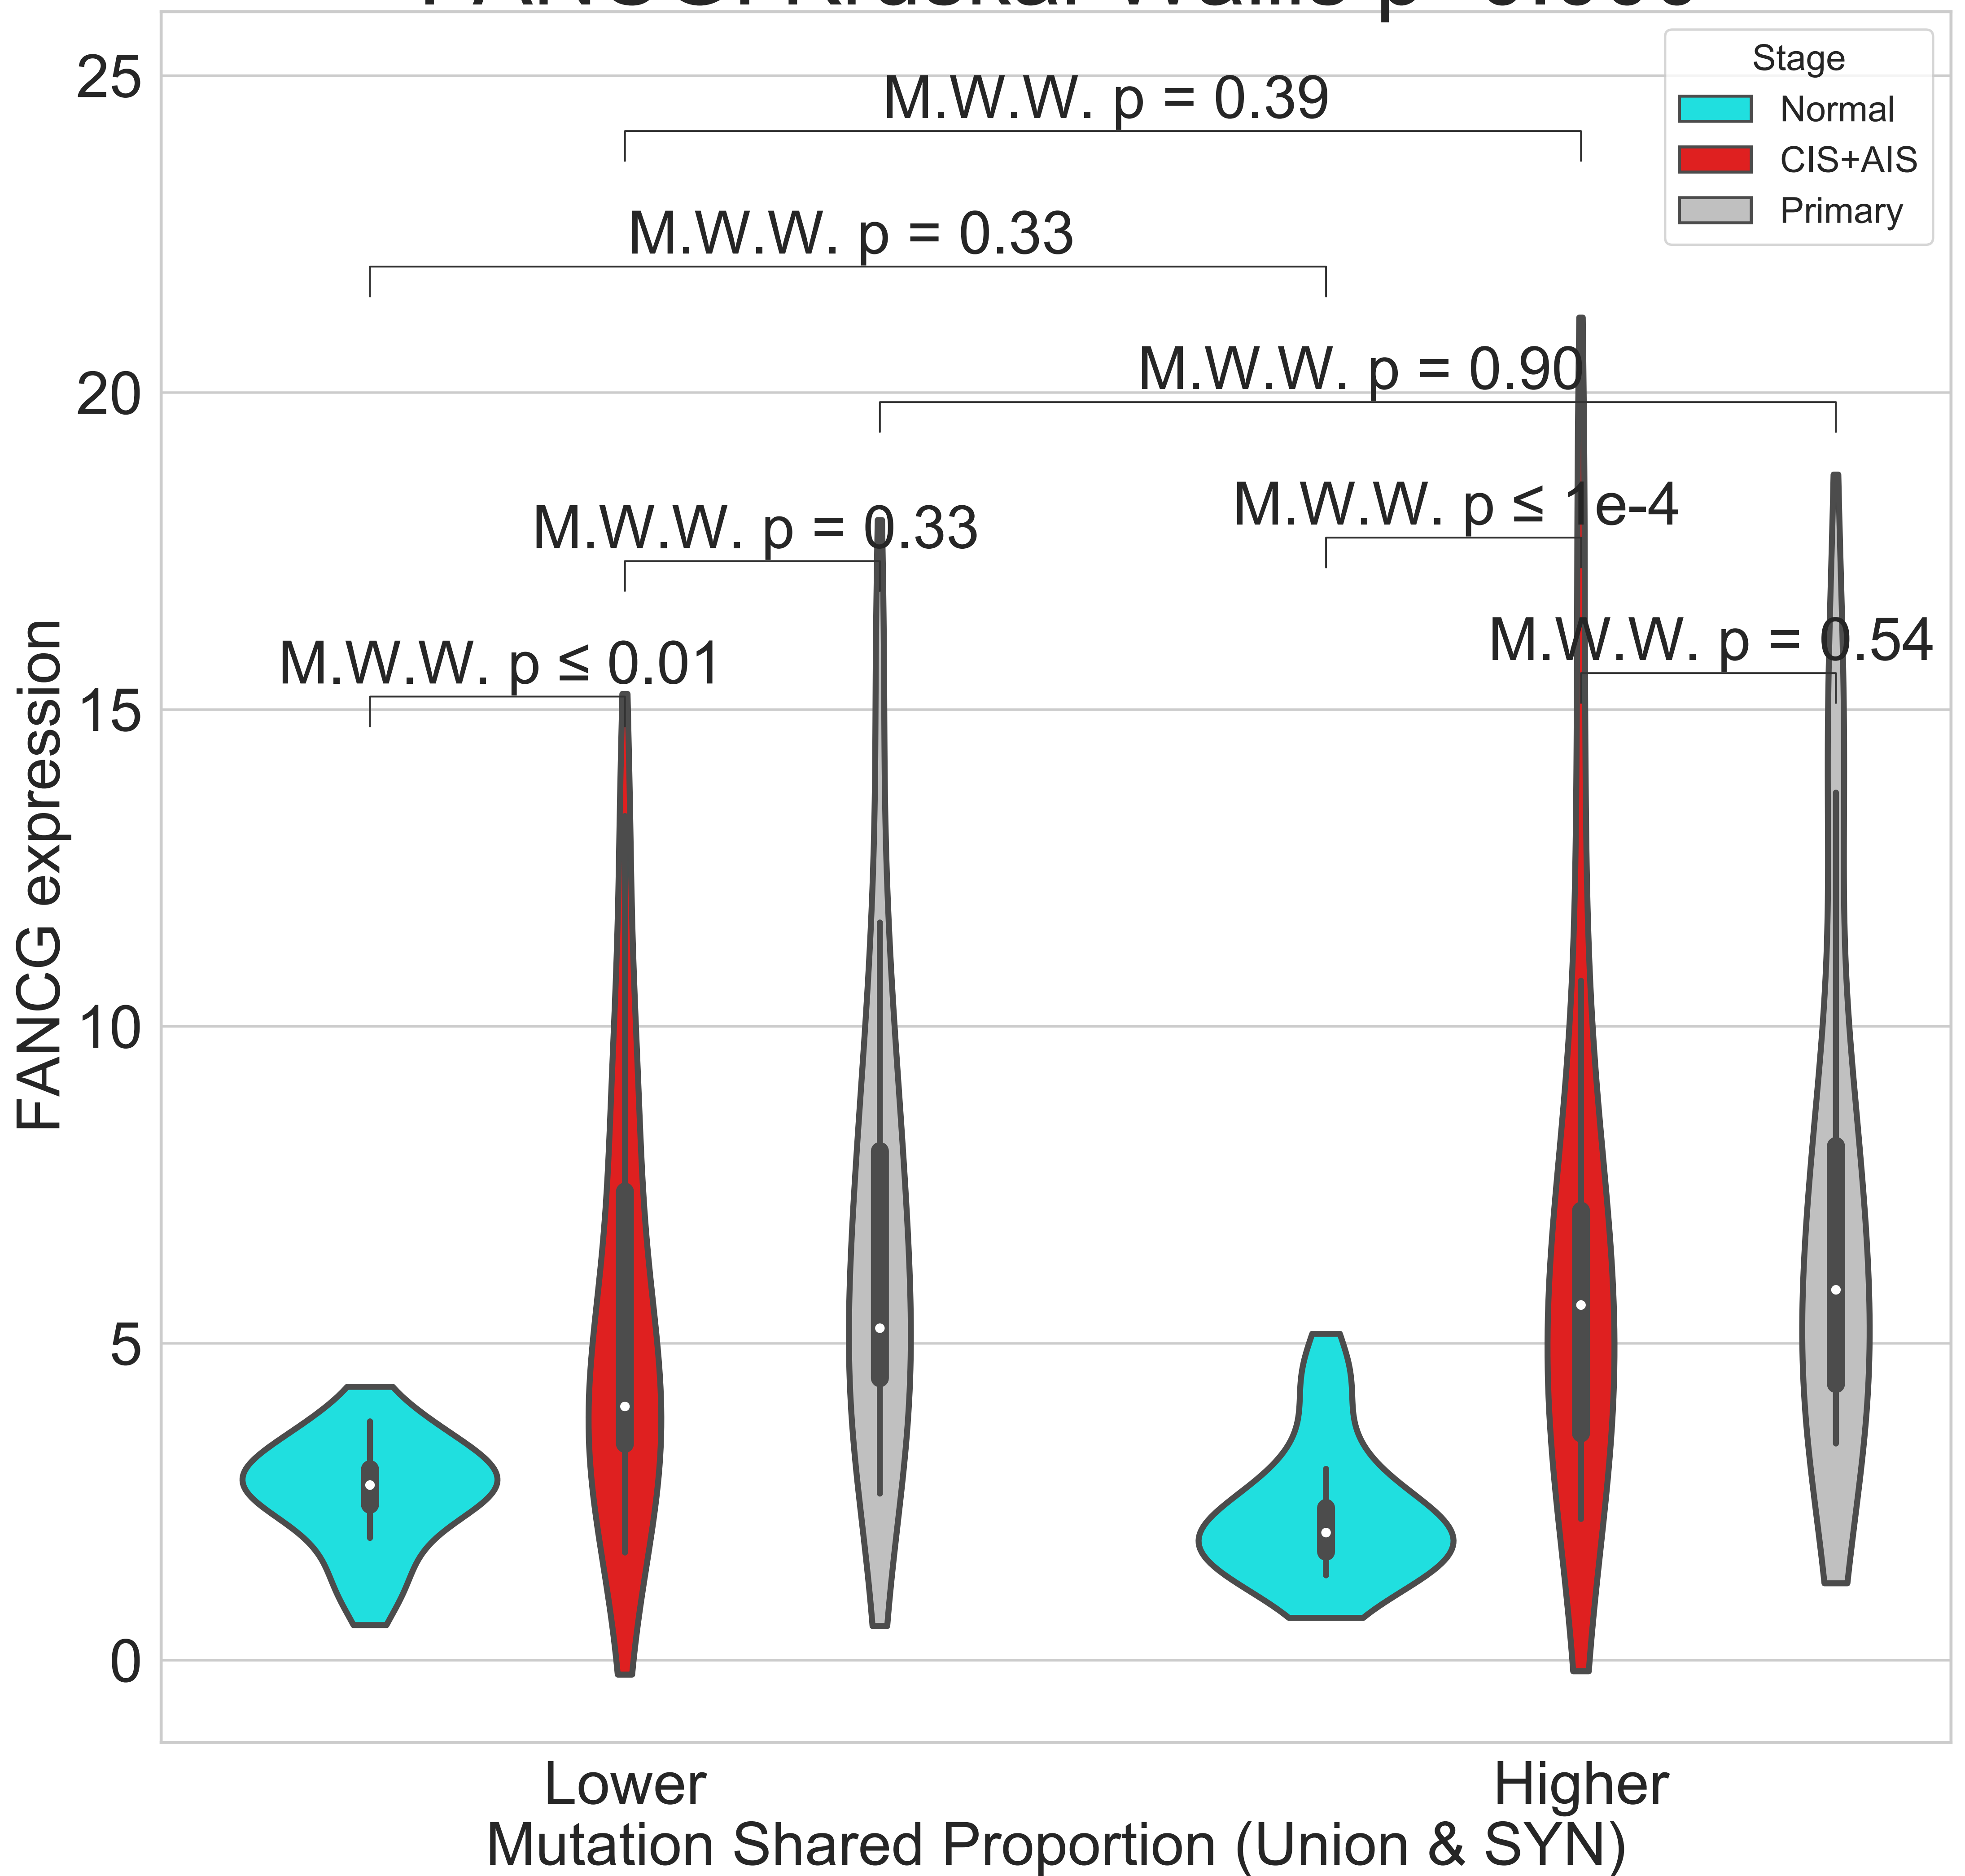 25
20
15
10
5
0
FANCG expression
M.W.W. p = 0.39
M.W.W. p = 0.33
M.W.W. p = 0.90
M.W.W. p = 0.33
M.W.W. p ≤ 1e-4
M.W.W. p ≤ 0.01
M.W.W. p = 0.54
Stage
Normal
CIS+AIS
Primary
Lower
Higher
Mutation Shared Proportion (Union & SYN)